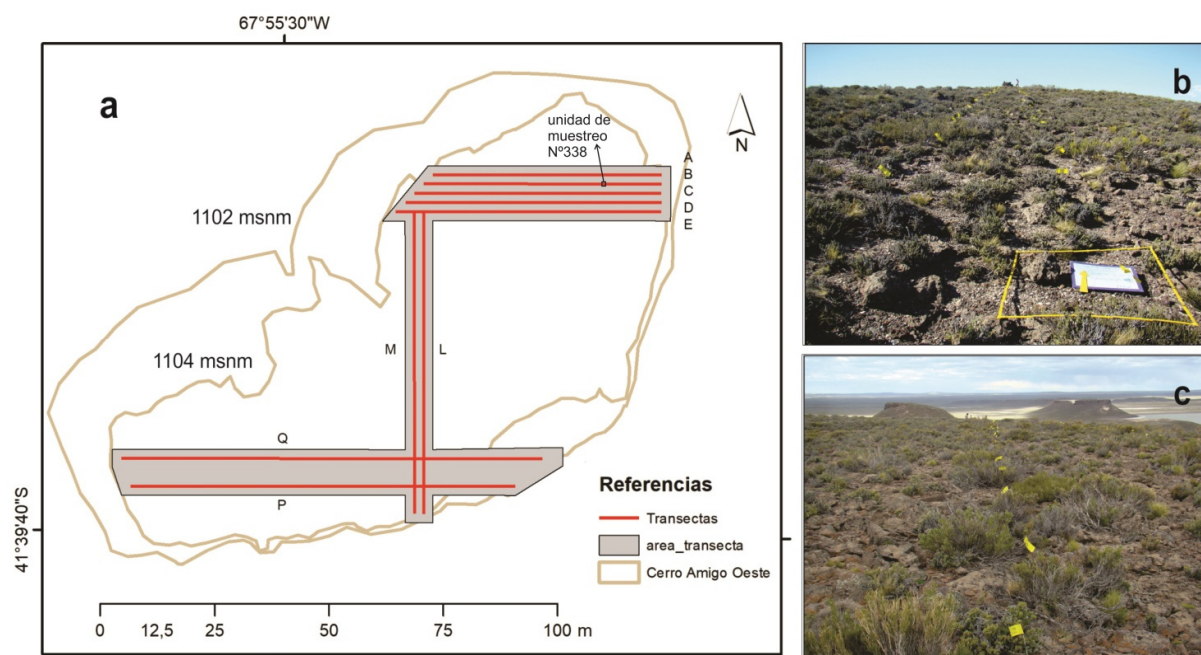 67°55'30"W
a
unidad de
muestreo
Nº338
N
A
B
C
D
E
1102 msnm
1104 msnm
M
L
Q
P
41°39'40"S
Referencias
Transectas
area_transecta
Cerro Amigo Oeste
0
12,5
25
50
75
100 m
b
c